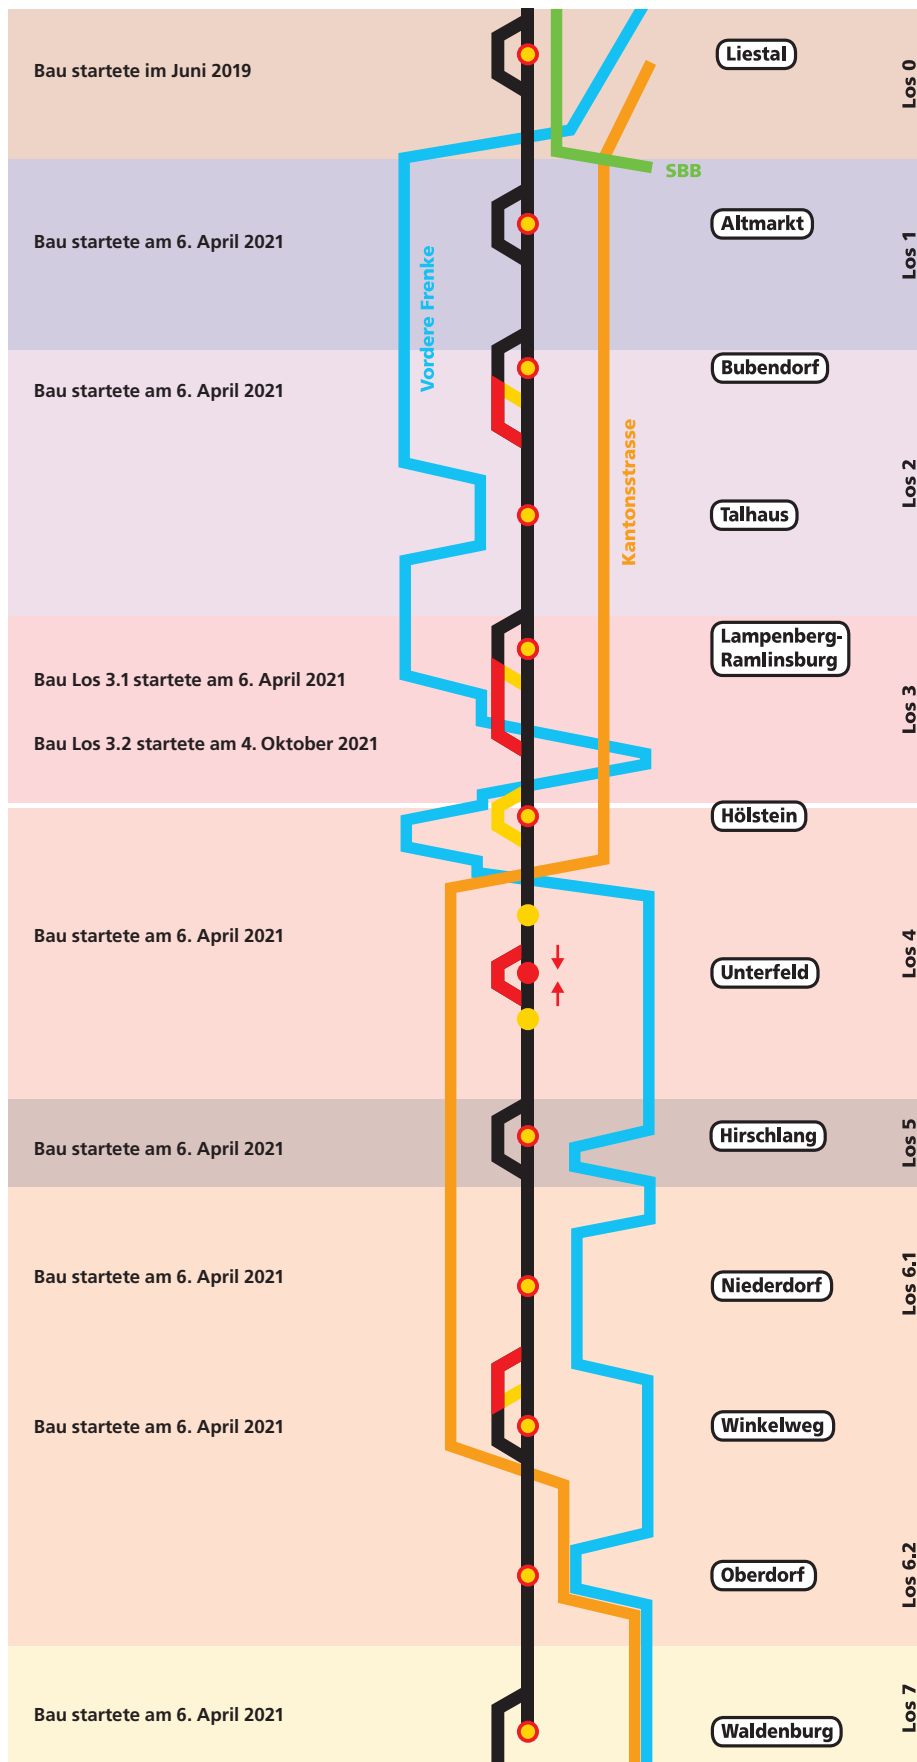 Bau startete im Juni 2019
Liestal
Los 0
SBB
Bau startete am 6. April 2021
Altmarkt
Los 1
Vordere Frenke
Bau startete am 6. April 2021
Bubendorf
Los 2
Kantonsstrasse
Talhaus
Lampenberg-
Ramlinsburg
Bau Los 3.1 startete am 6. April 2021
Los 3
Bau Los 3.2 startete am 4. Oktober 2021
Hölstein
Bau startete am 6. April 2021
Los 4
Unterfeld
Bau startete am 6. April 2021
Hirschlang
Los 5
Bau startete am 6. April 2021
Niederdorf
Los 6.1
Bau startete am 6. April 2021
Winkelweg
Oberdorf
Los 6.2
Bau startete am 6. April 2021
Waldenburg
Los 7